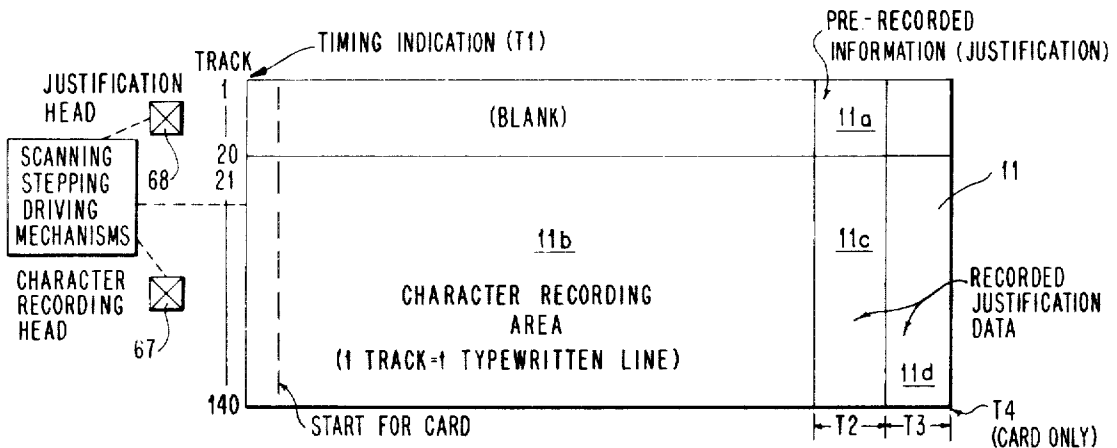 TIMING INDICATION (T1)
PRE-RECORDED
INFORMATION (JUSTIFICATION)
TRACK
JUSTIFICATION
HEAD
1
(BLANK)
11a
20
21
SCANNING
STEPPING
DRIVING
MECHANISMS
68
11
11b
11c
CHARACTER
RECORDING
HEAD
67
CHARACTER RECORDING
AREA
(1 TRACK=1 TYPEWRITTEN LINE)
RECORDED
JUSTIFICATION
DATA
11d
140
START FOR CARD
T2
T3
T4
(CARD ONLY)